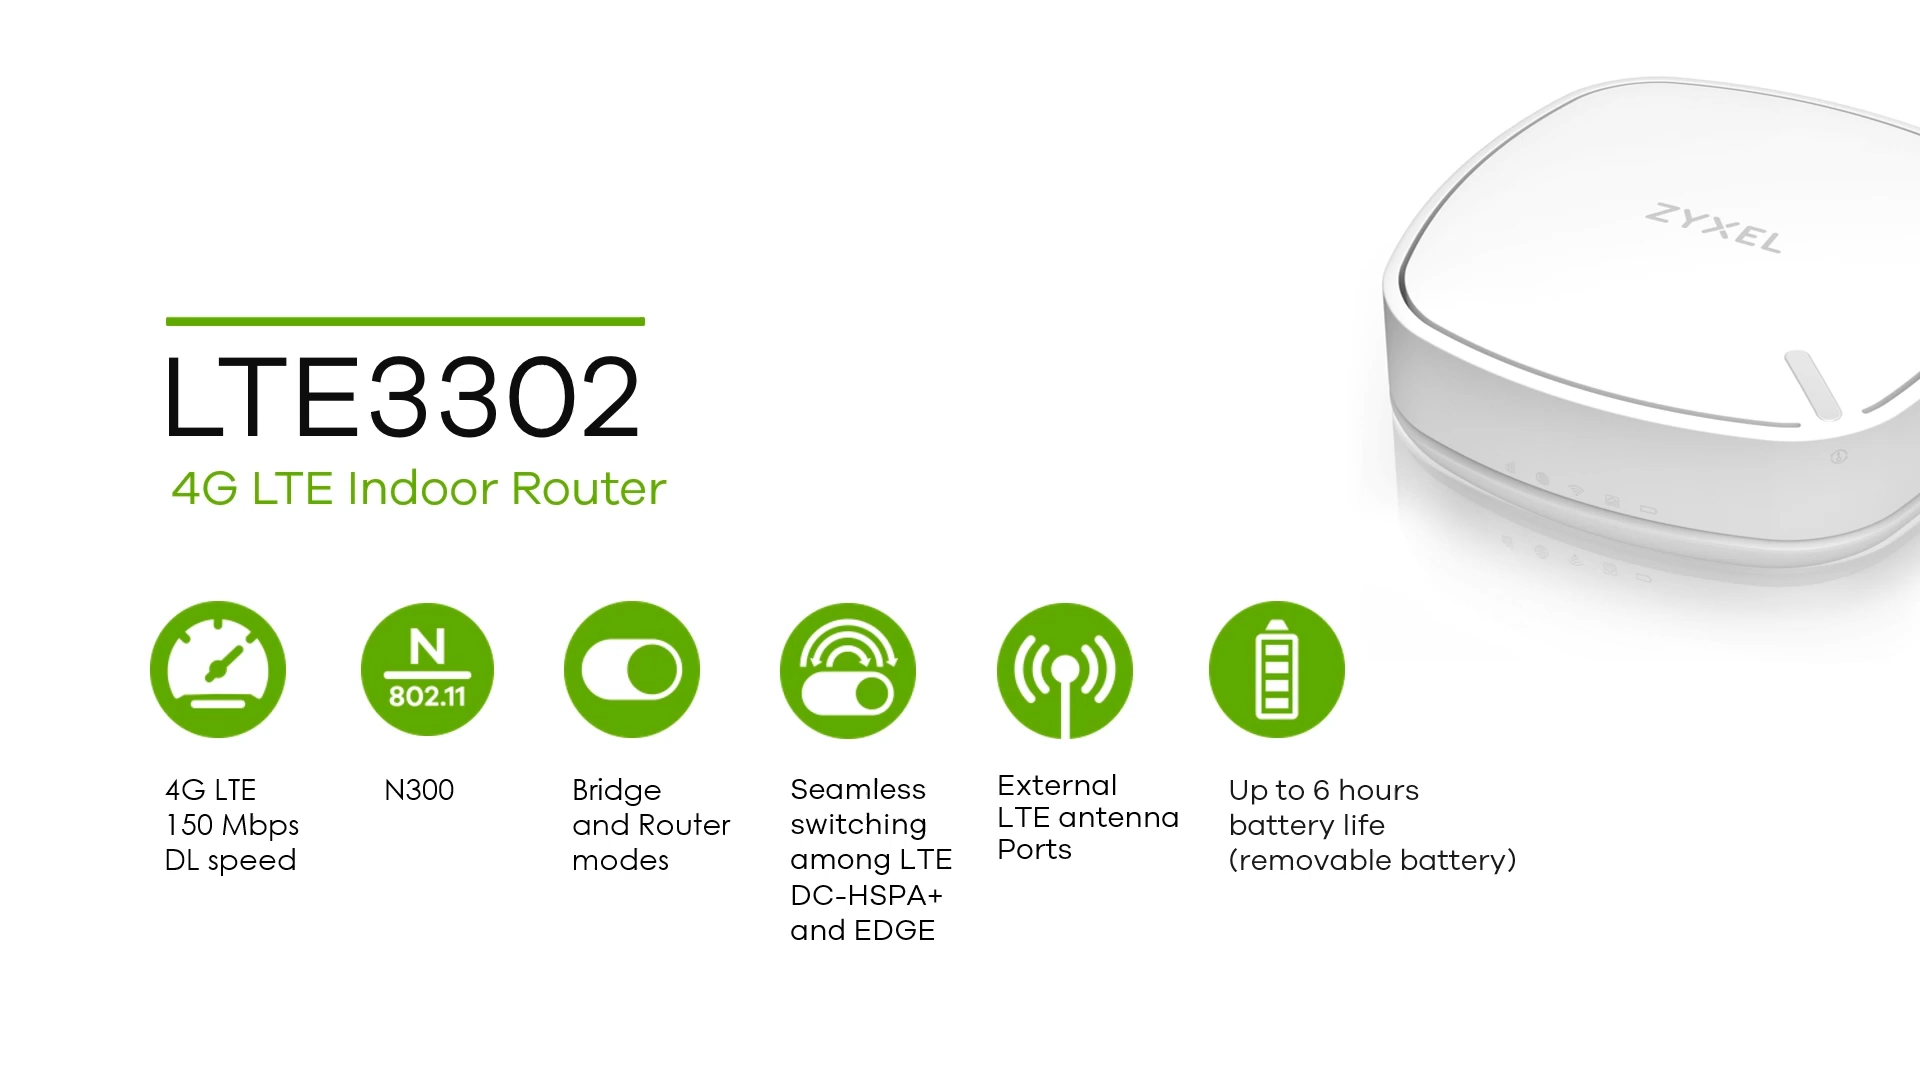 ZYXEL
LTE3302
4G LTE Indoor Router
N
802.11
4G LTE
150 Mbps
DL speed
N300
Bridge
and Router
modes
Seamless
switching
among LTE
DC-HSPA+
and EDGE
External
LTE antenna
Ports
Up to 6 hours
battery life
(removable battery)